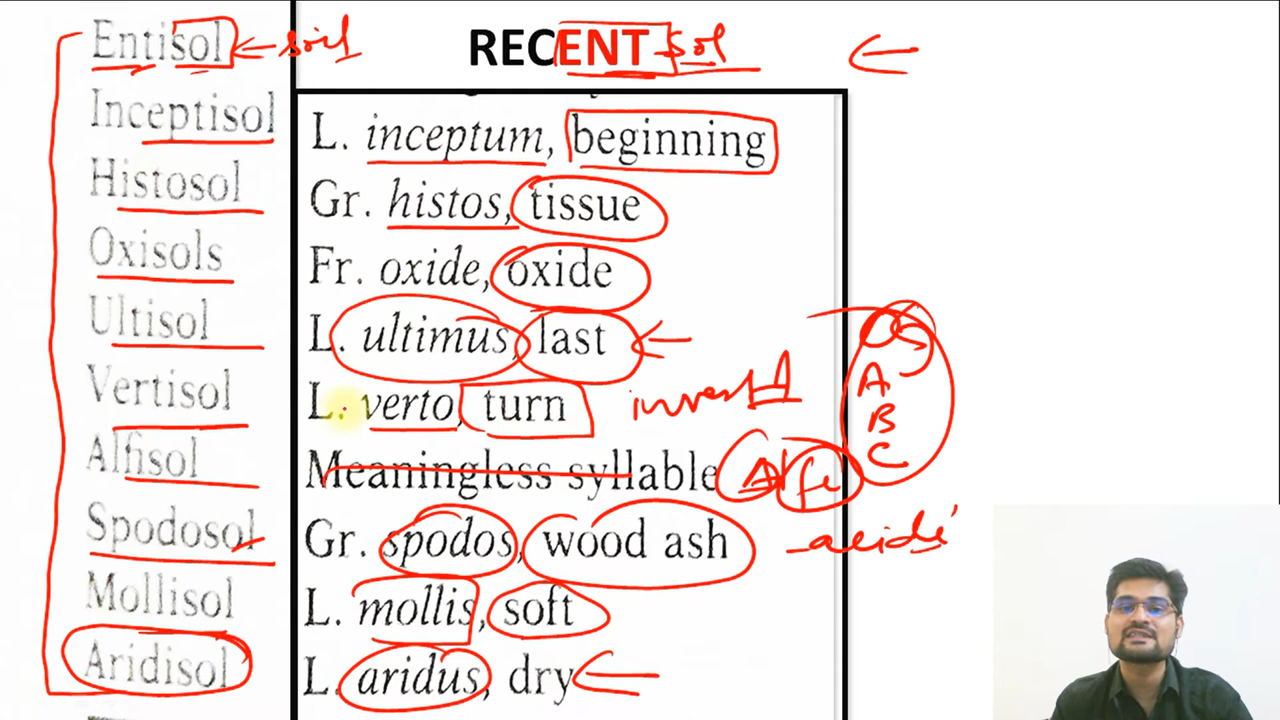 Entisol ← soil RECENT sol ←
Inceptisol L. inceptum, beginning
Histosol Gr. histos, tissue
Oxisols Fr. oxide, oxide
Ultisol L. ultimus, last ←
Vertisol L. verto, turn invert
A
B
C
Alfisol Meaningless syllable Al fe
Spodosol Gr. spodos, wood ash acidi
Mollisol L. mollis, soft
Aridisol L. aridus, dry ←